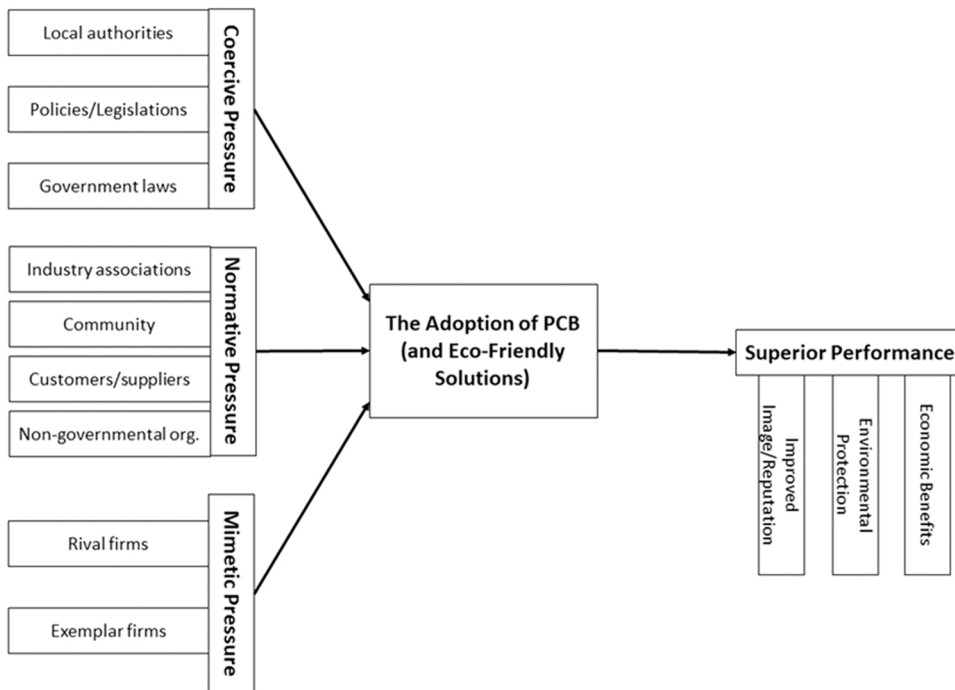 Local authorities
Policies/Legislations
Government laws
Coercive Pressure
Industry associations
Community
Customers/suppliers
Non-governmental org.
Normative Pressure
Rival firms
Exemplar firms
Mimetic Pressure
The Adoption of PCB
(and Eco-Friendly
Solutions)
Superior Performance
Improved
Image/Reputation
Environmental
Protection
Economic Benefits